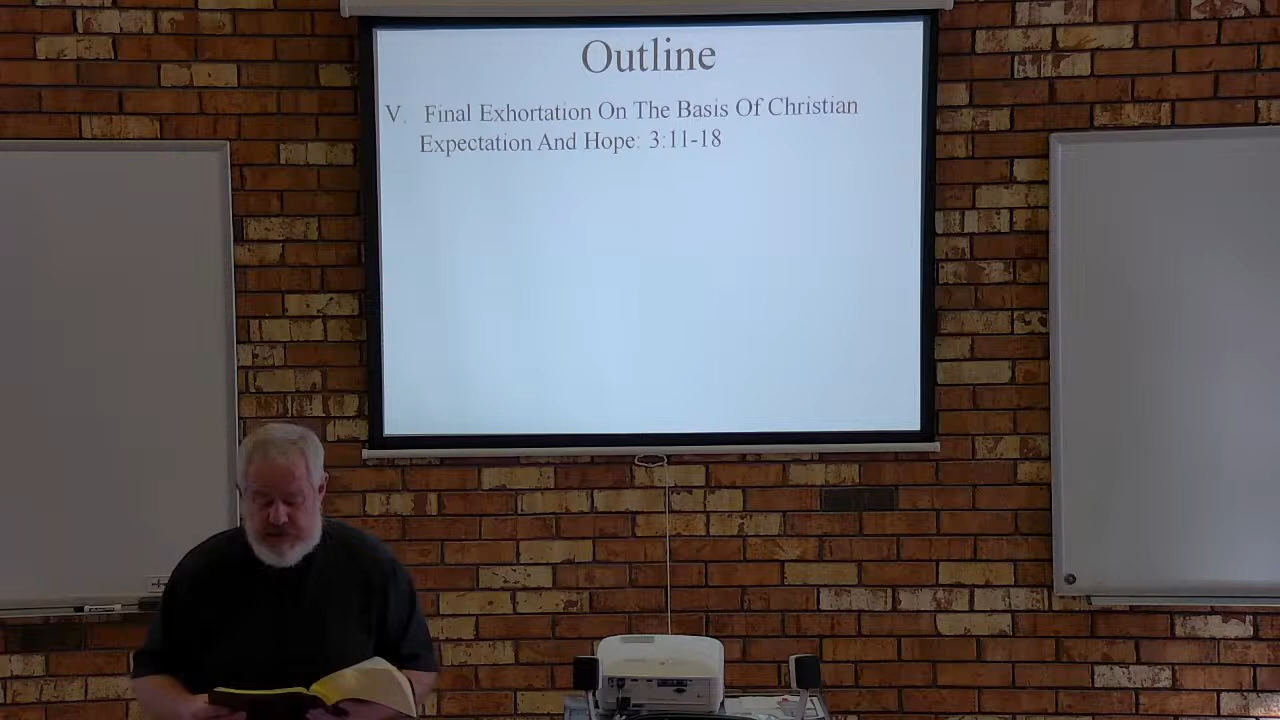 Outline
V. Final Exhortation On The Basis Of Christian
Expectation And Hope: 3:11-18